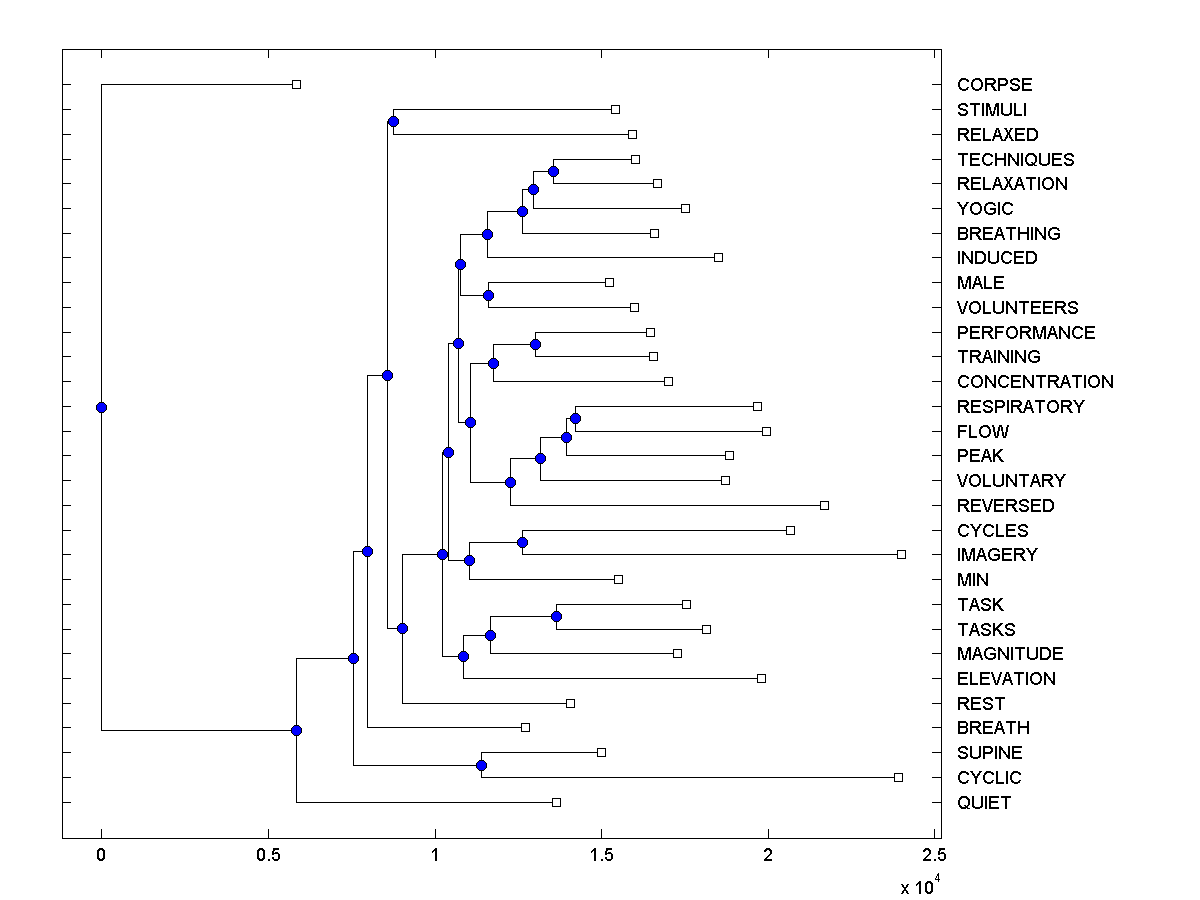 CORPSE
STIMULI
RELAXED
TECHNIQUES
RELAXATION
YOGIC
BREATHING
INDUCED
MALE
VOLUNTEERS
PERFORMANCE
TRAINING
CONCENTRATION
RESPIRATORY
FLOW
PEAK
VOLUNTARY
REVERSED
CYCLES
IMAGERY
MIN
TASK
TASKS
MAGNITUDE
ELEVATION
REST
BREATH
SUPINE
CYCLIC
QUIET
0 0.5 1 1.5 2 2.5
x 10^4